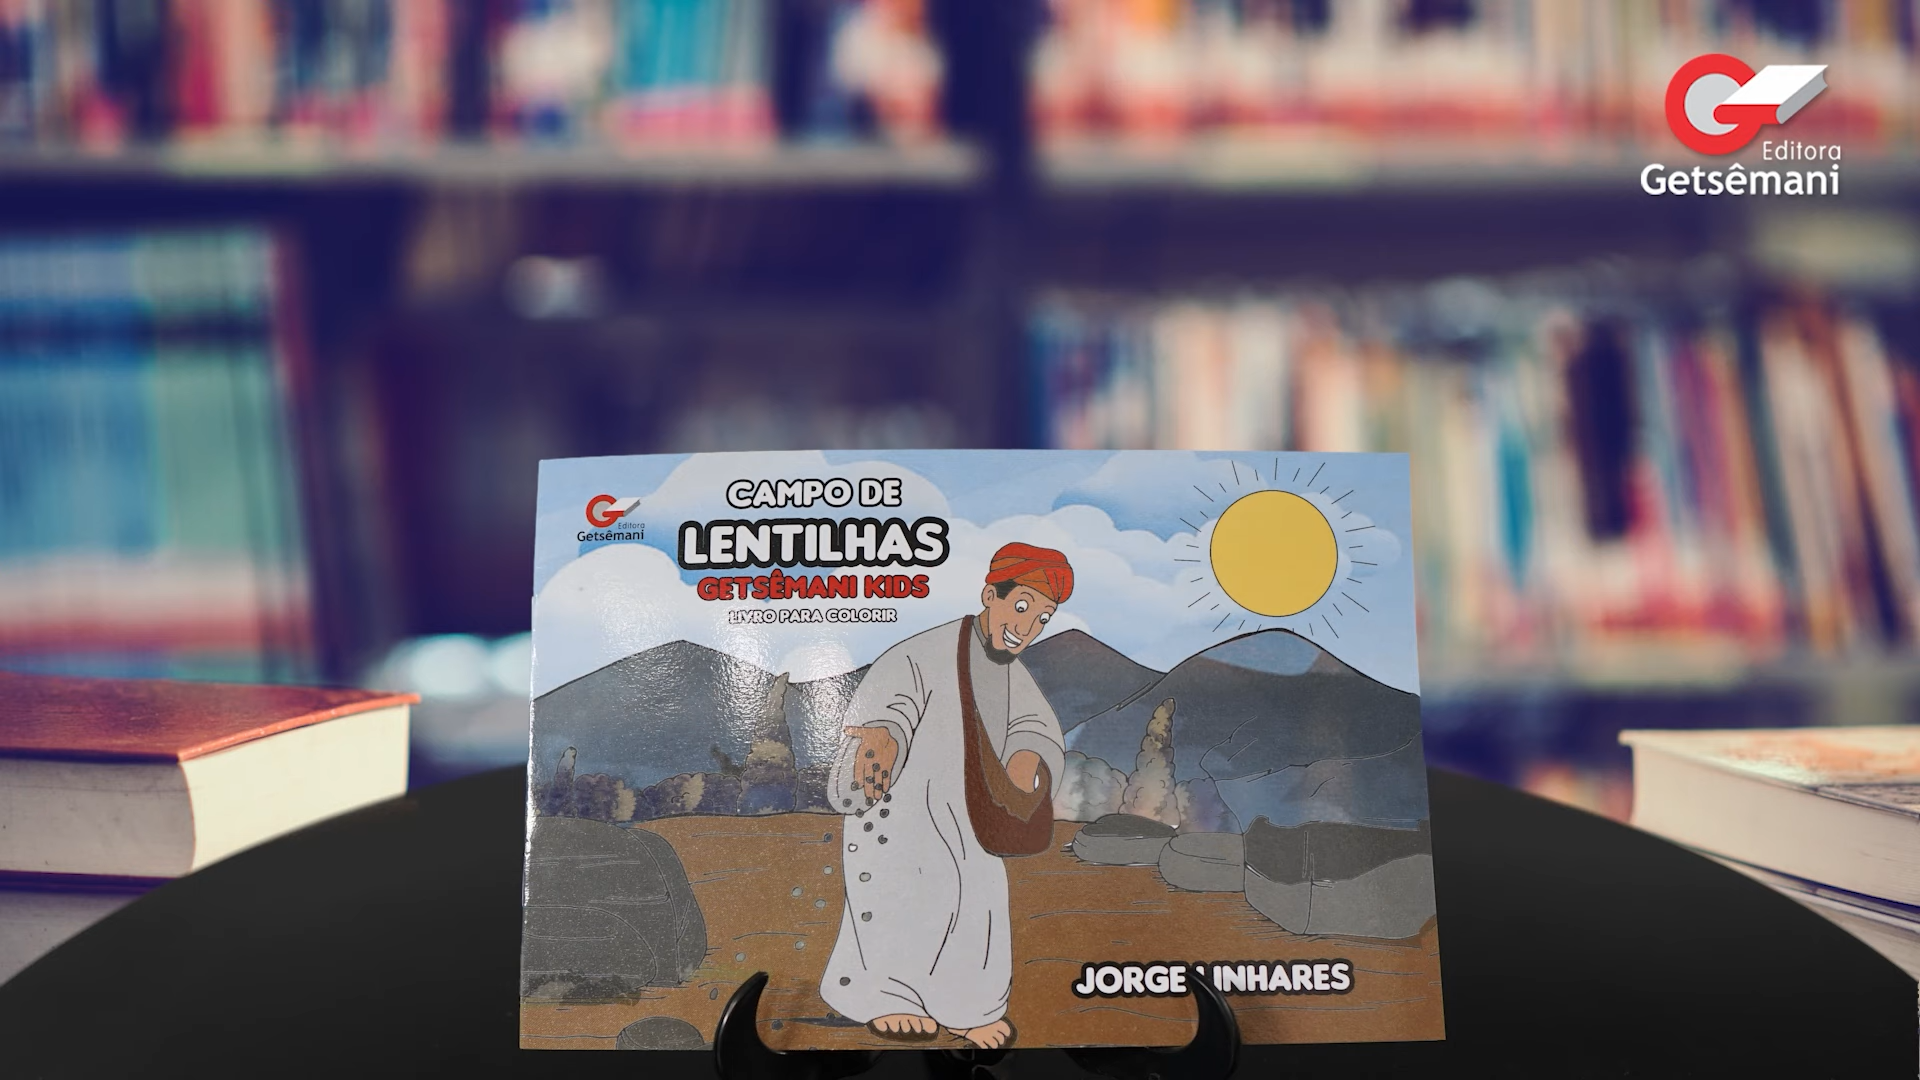 Editora
Getsêmani
CAMPO DE
LENTILHAS
GETSÊMANI KIDS
LIVRO PARA COLORIR
Editora
Getsêmani
JORGE LINHARES